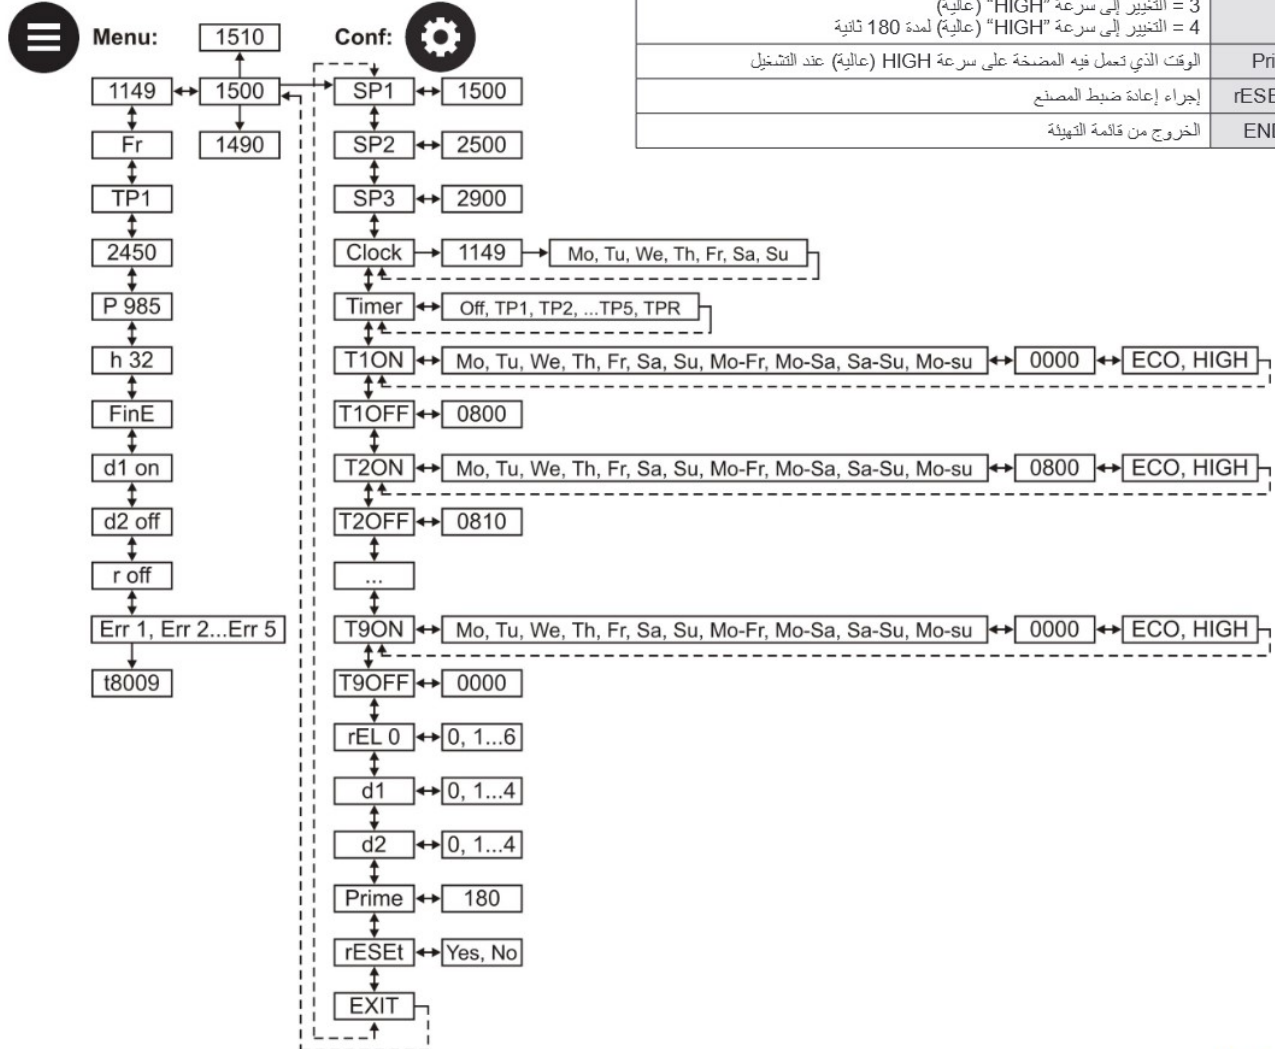 3 = التغيير إلى سرعة "HIGH" (عالية)
4 = التغيير إلى سرعة "HIGH" (عالية) لمدة 180 ثانية
Pri الوقت الذي تعمل فيه المضخة على سرعة HIGH (عالية) عند التشغيل
rESE إجراء إعادة ضبط المصنع
الخروج من قائمة التهيئة
Menu:
1510
1149 1500
Fr 1490
TP1
2450
P 985
h 32
FinE
d1 on
d2 off
r off
Err 1, Err 2...Err 5
t8009
Conf:
SP1 1500
SP2 2500
SP3 2900
Clock 1149 Mo, Tu, We, Th, Fr, Sa, Su
Timer Off, TP1, TP2, ...TP5, TPR
T1ON Mo, Tu, We, Th, Fr, Sa, Su, Mo-Fr, Mo-Sa, Sa-Su, Mo-su 0000 ECO, HIGH
T1OFF 0800
T2ON Mo, Tu, We, Th, Fr, Sa, Su, Mo-Fr, Mo-Sa, Sa-Su, Mo-su 0800 ECO, HIGH
T2OFF 0810
...
T9ON Mo, Tu, We, Th, Fr, Sa, Su, Mo-Fr, Mo-Sa, Sa-Su, Mo-su 0000 ECO, HIGH
T9OFF 0000
rEL 0 0, 1...6
d1 0, 1...4
d2 0, 1...4
Prime 180
rESEt Yes, No
EXIT